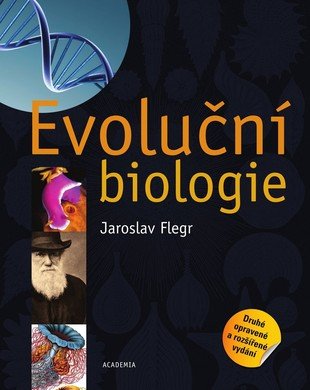 Evoluční
biologie
Jaroslav Flegr
Druhé
opravené
a rozšířené
vydání
ACADEMIA